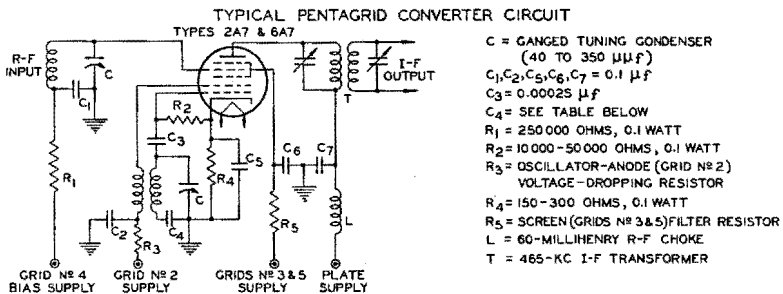 TYPICAL PENTAGRID CONVERTER CIRCUIT
TYPES 2A7 & 6A7
R-F
INPUT
C
C1
R2
C3
R1
C2
R3
C4
C
R4
C5
C6
C7
R5
L
T
I-F
OUTPUT
GRID Nº 4
BIAS SUPPLY
GRID Nº 2
SUPPLY
GRIDS Nº 3 & 5
SUPPLY
PLATE
SUPPLY
C = GANGED TUNING CONDENSER
(40 TO 350 µµf)
C1,C2,C5,C6,C7 = 0.1 µf
C3 = 0.00025 µf
C4 = SEE TABLE BELOW
R1 = 250000 OHMS, 0.1 WATT
R2 = 10000-50000 OHMS, 0.1 WATT
R3 = OSCILLATOR-ANODE (GRID Nº 2)
VOLTAGE-DROPPING RESISTOR
R4 = 150-300 OHMS, 0.1 WATT
R5 = SCREEN (GRIDS Nº 3&5) FILTER RESISTOR
L = 60-MILLIHENRY R-F CHOKE
T = 465-KC I-F TRANSFORMER